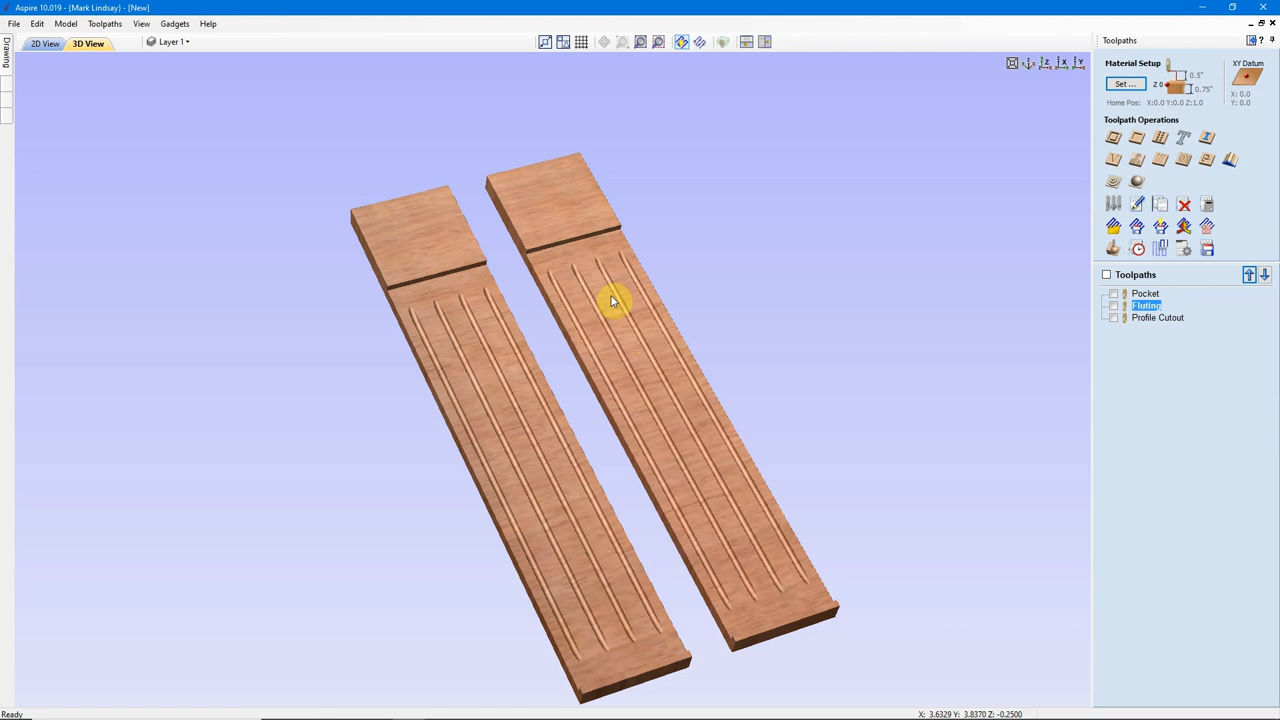 Aspire 10.019 - {Mark Lindsay} - [New]
File Edit Model Toolpaths View Gadgets Help
2D View 3D View Layer 1
Drawing
Toolpaths
Material Setup
XY Datum
0.5"
Set ...
Z 0
0.75"
X: 0.0
Y: 0.0
Home Pos: X:0.0 Y:0.0 Z:1.0
Toolpath Operations
Toolpaths
Pocket
Fluting
Profile Cutout
Ready
X: 3.6329 Y: 3.8370 Z: -0.2500